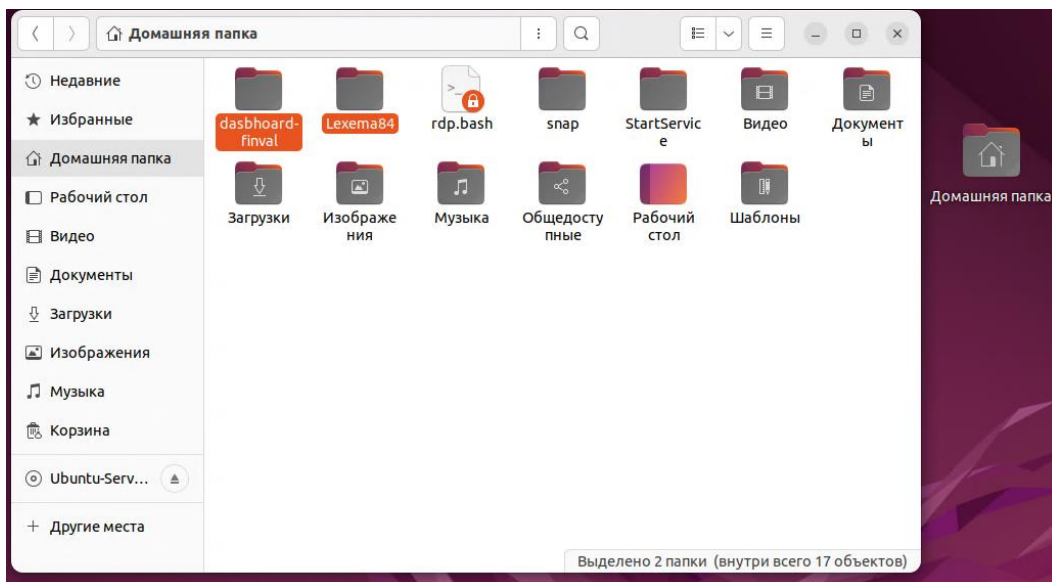 Домашняя папка
Недавние
Избранные
Домашняя папка
Рабочий стол
Видео
Документы
Загрузки
Изображения
Музыка
Корзина
Ubuntu-Serv...
Другие места
dasbhoard-
finval
Lexema84
rdp.bash
snap
StartServic
e
Видео
Документ
ы
Загрузки
Изображе
ния
Музыка
Общедосту
пные
Рабочий
стол
Шаблоны
Выделено 2 папки (внутри всего 17 объектов)
Домашняя папка